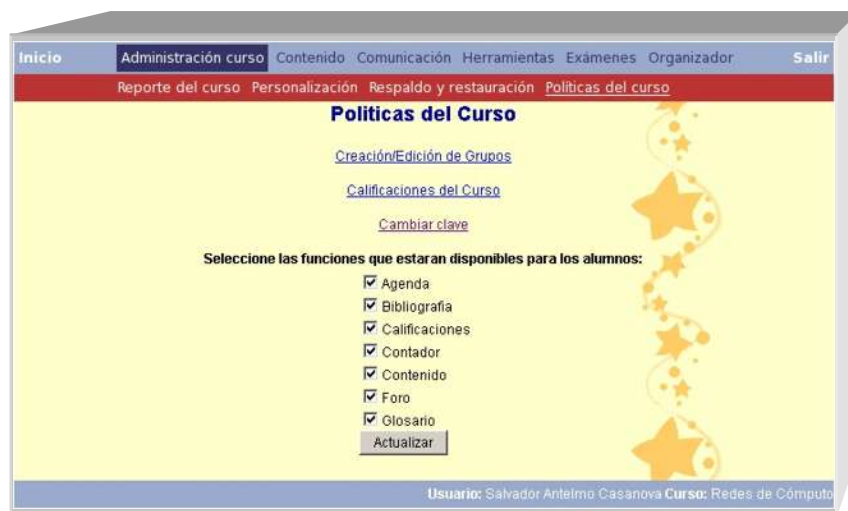 Inicio Administración curso Contenido Comunicación Herramientas Exámenes Organizador Salir
Reporte del curso Personalización Respaldo y restauración Políticas del curso
Politicas del Curso
Creación/Edición de Grupos
Calificaciones del Curso
Cambiar clave
Seleccione las funciones que estaran disponibles para los alumnos:
Agenda
Bibliografia
Calificaciones
Contador
Contenido
Foro
Glosario
Actualizar
Usuario: Salvador Antelmo Casanova Curso: Redes de Cómputo